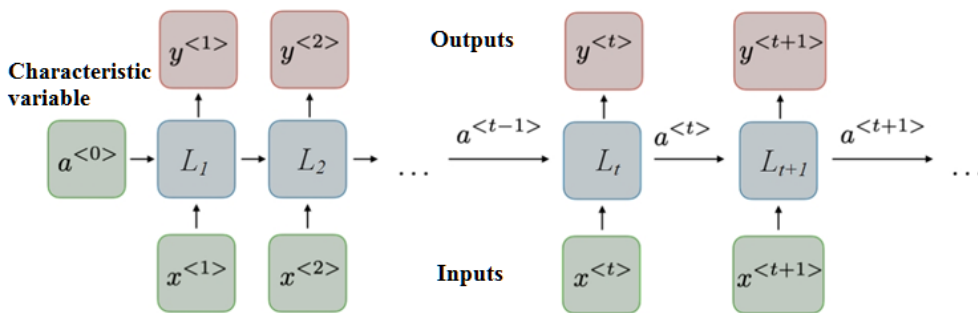 y<1> y<2> Outputs y<t> y<t+1>
Characteristic
variable
a<0> L1 L2 ... a<t−1> Lt a<t> Lt+1 a<t+1> ...
x<1> x<2> Inputs x<t> x<t+1>